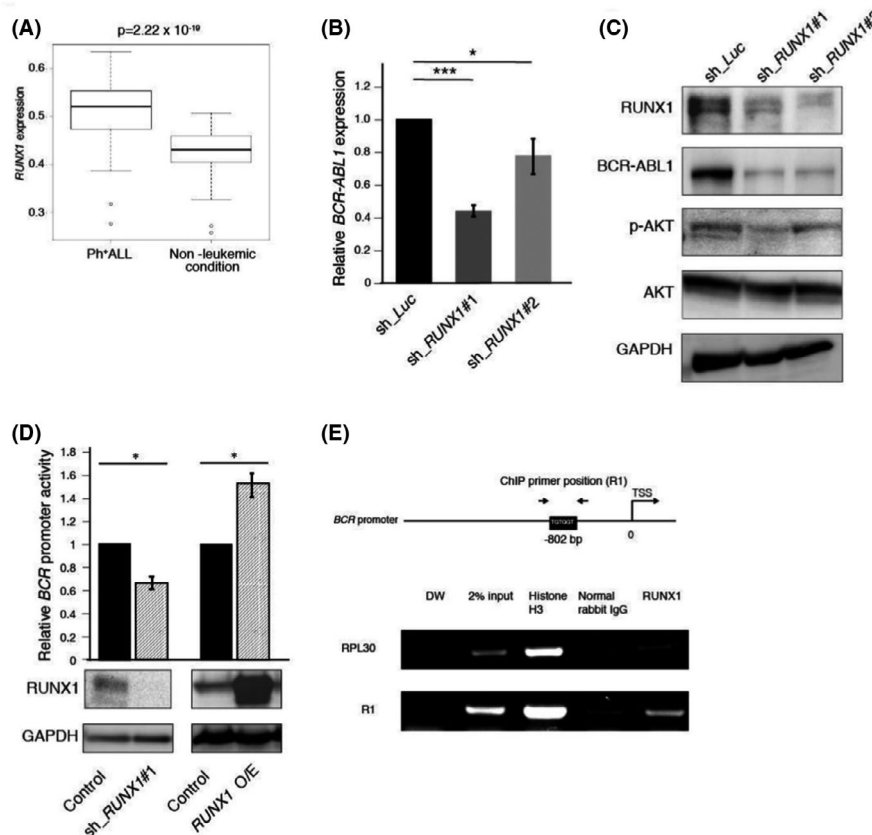 (A)
p=2.22 x 10⁻¹⁹
RUNX1 expression
0.6
0.5
0.4
0.3
Ph⁺ALL
Non -leukemic
condition
(B)
*
***
Relative BCR-ABL1 expression
1.2
1.0
0.8
0.6
0.4
0.2
0
sh_Luc
sh_RUNX1#1
sh_RUNX1#2
(C)
sh_Luc
sh_RUNX1#1
sh_RUNX1#2
RUNX1
BCR-ABL1
p-AKT
AKT
GAPDH
(D)
* *
Relative BCR promoter activity
1.8
1.6
1.4
1.2
1
0.8
0.6
0.4
0.2
0
RUNX1
GAPDH
Control
sh_RUNX1#1
Control
RUNX1 O/E
(E)
ChIP primer position (R1)
TSS
BCR promoter
TGTGGT
-802 bp
0
DW 2% input Histone H3 Normal rabbit IgG RUNX1
RPL30
R1